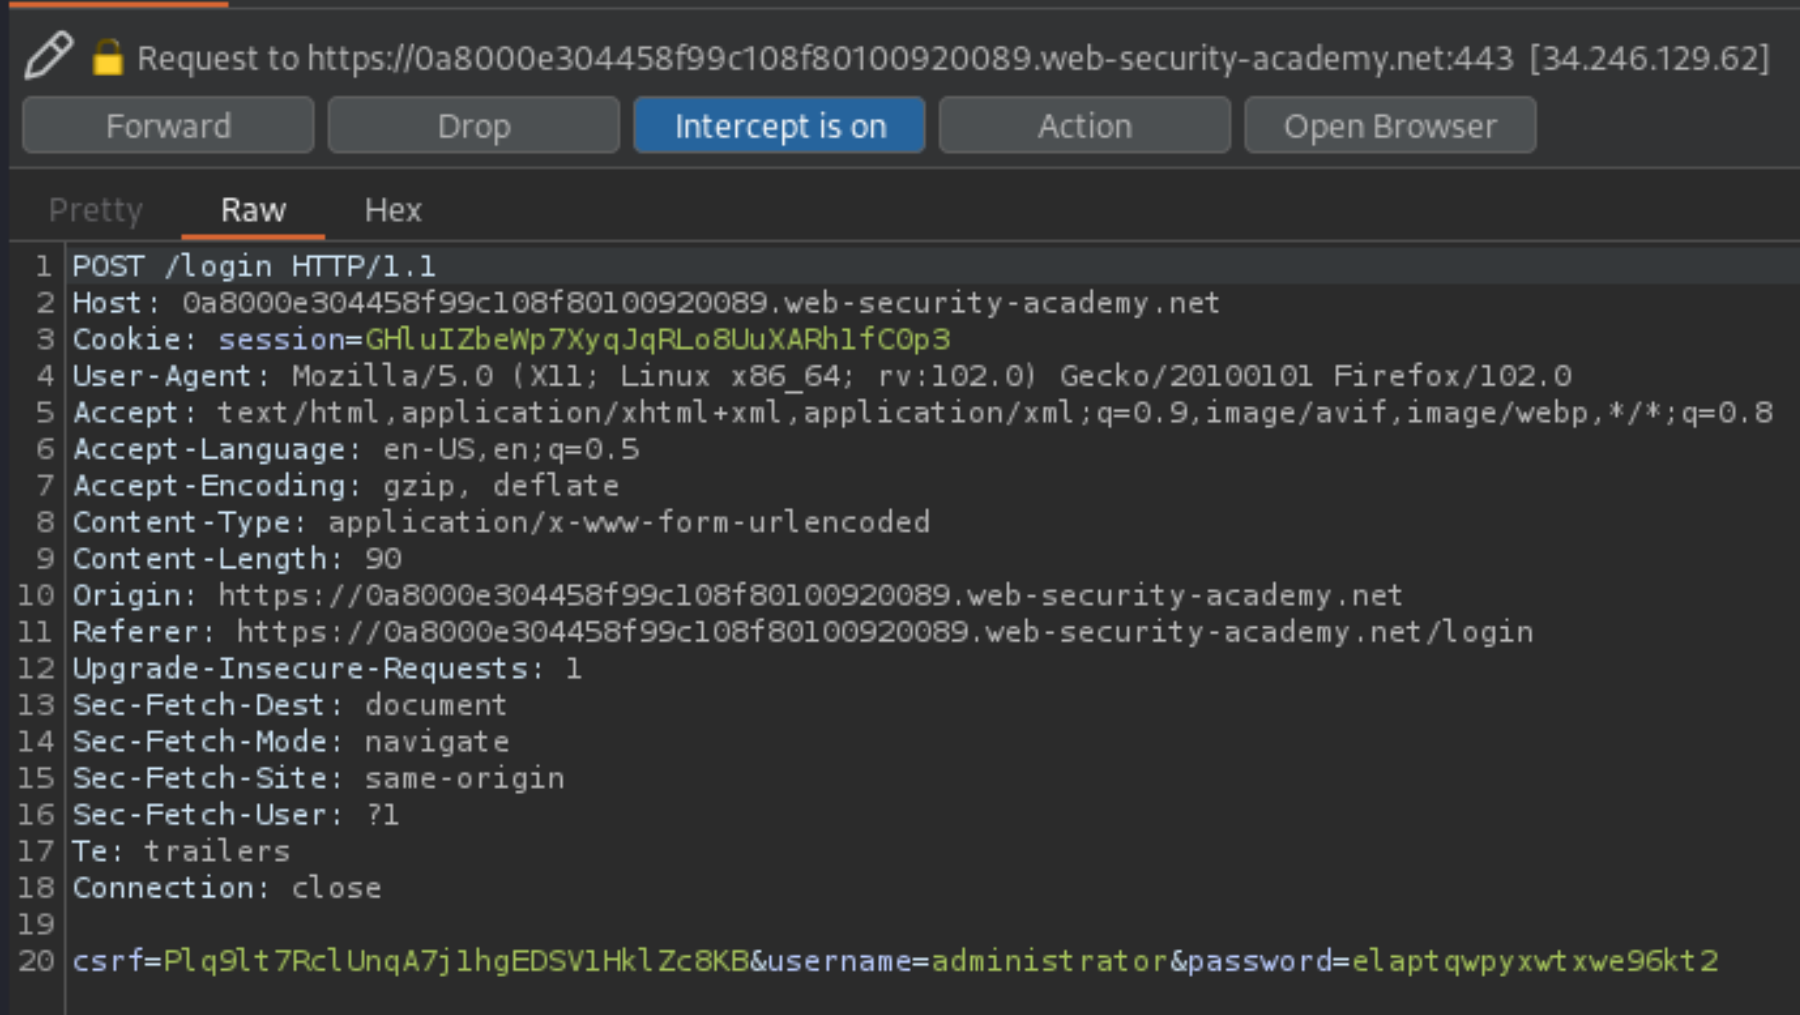 Request to https://0a8000e304458f99c108f80100920089.web-security-academy.net:443 [34.246.129.62]
Forward Drop Intercept is on Action Open Browser
Pretty Raw Hex
1 POST /login HTTP/1.1
2 Host: 0a8000e304458f99c108f80100920089.web-security-academy.net
3 Cookie: session=GHluIZbeWp7XyqJqRLo8UuXARh1fC0p3
4 User-Agent: Mozilla/5.0 (X11; Linux x86_64; rv:102.0) Gecko/20100101 Firefox/102.0
5 Accept: text/html,application/xhtml+xml,application/xml;q=0.9,image/avif,image/webp,*/*;q=0.8
6 Accept-Language: en-US,en;q=0.5
7 Accept-Encoding: gzip, deflate
8 Content-Type: application/x-www-form-urlencoded
9 Content-Length: 90
10 Origin: https://0a8000e304458f99c108f80100920089.web-security-academy.net
11 Referer: https://0a8000e304458f99c108f80100920089.web-security-academy.net/login
12 Upgrade-Insecure-Requests: 1
13 Sec-Fetch-Dest: document
14 Sec-Fetch-Mode: navigate
15 Sec-Fetch-Site: same-origin
16 Sec-Fetch-User: ?1
17 Te: trailers
18 Connection: close
19
20 csrf=Plq9lt7RclUnqA7j1hgEDSV1HklZc8KB&username=administrator&password=elaptqwpyxwtxwe96kt2